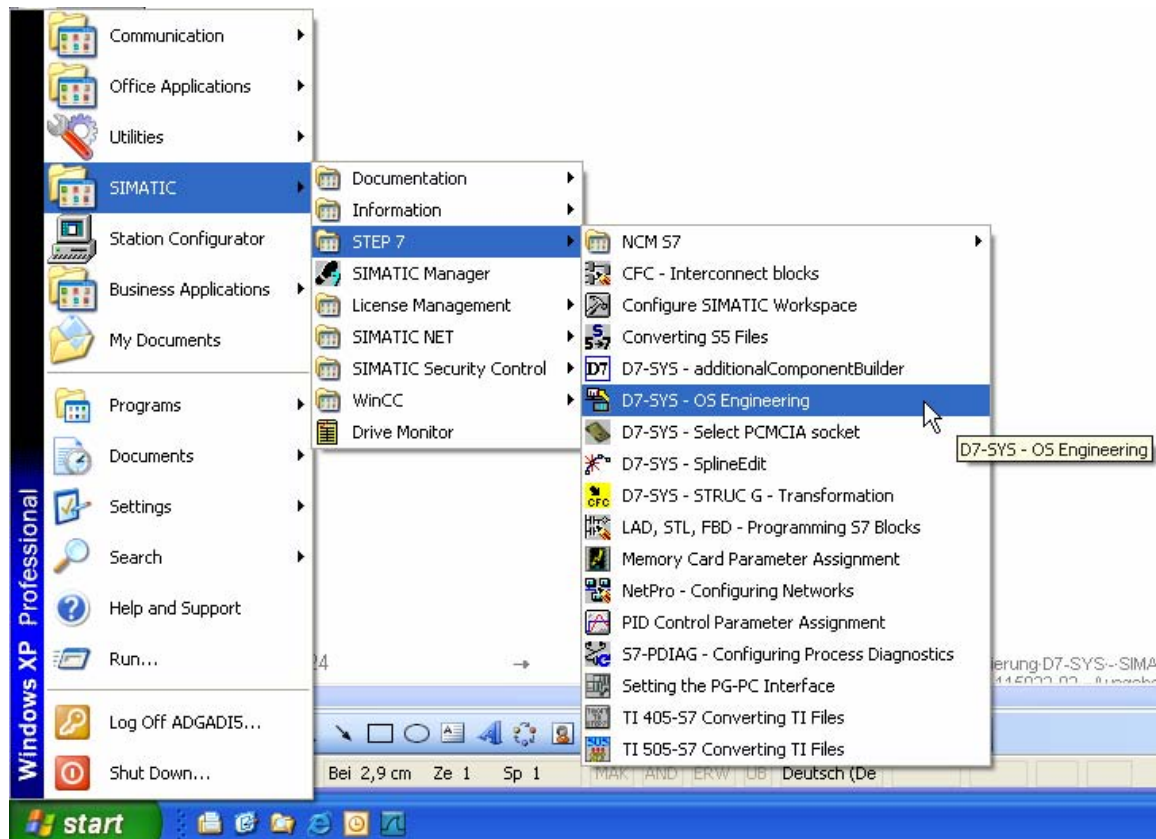 Communication
Office Applications
Utilities
SIMATIC
Station Configurator
Business Applications
My Documents
Programs
Documents
Settings
Search
Help and Support
Run...
Log Off ADGADI5...
Shut Down...
Windows XP Professional
Documentation
Information
STEP 7
SIMATIC Manager
License Management
SIMATIC NET
SIMATIC Security Control
WinCC
Drive Monitor
NCM S7
CFC - Interconnect blocks
Configure SIMATIC Workspace
Converting S5 Files
D7-SYS - additionalComponentBuilder
D7-SYS - OS Engineering
D7-SYS - Select PCMCIA socket
D7-SYS - SplineEdit
D7-SYS - STRUC G - Transformation
LAD, STL, FBD - Programming S7 Blocks
Memory Card Parameter Assignment
NetPro - Configuring Networks
PID Control Parameter Assignment
S7-PDIAG - Configuring Process Diagnostics
Setting the PG-PC Interface
TI 405-S7 Converting TI Files
TI 505-S7 Converting TI Files
D7-SYS - OS Engineering
24
ierung·D7-SYS·-·SIMA
Bei 2,9 cm Ze 1 Sp 1 MAK AND ERW ÜB Deutsch (De
start